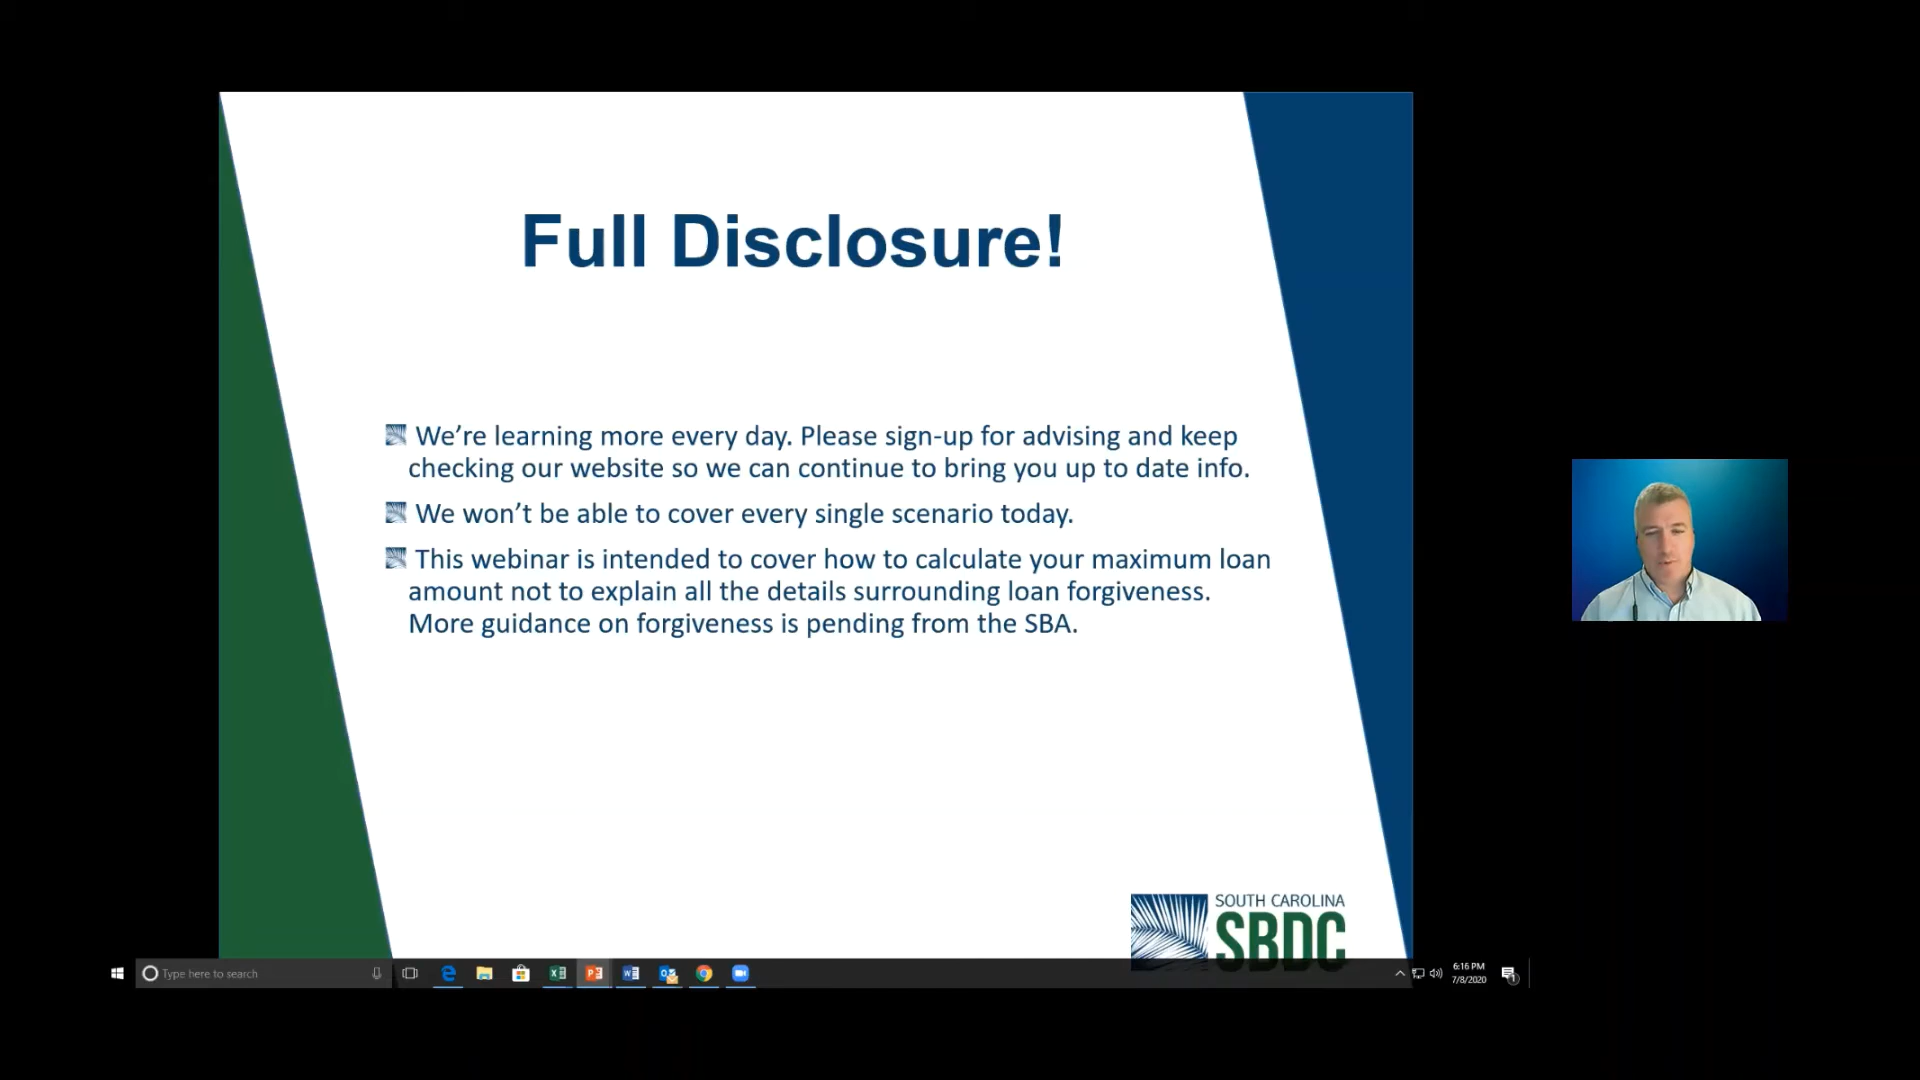 Full Disclosure!
We’re learning more every day. Please sign-up for advising and keep
checking our website so we can continue to bring you up to date info.
We won’t be able to cover every single scenario today.
This webinar is intended to cover how to calculate your maximum loan
amount not to explain all the details surrounding loan forgiveness.
More guidance on forgiveness is pending from the SBA.
SOUTH CAROLINA
SBDC
Type here to search
6:16 PM
7/8/2020